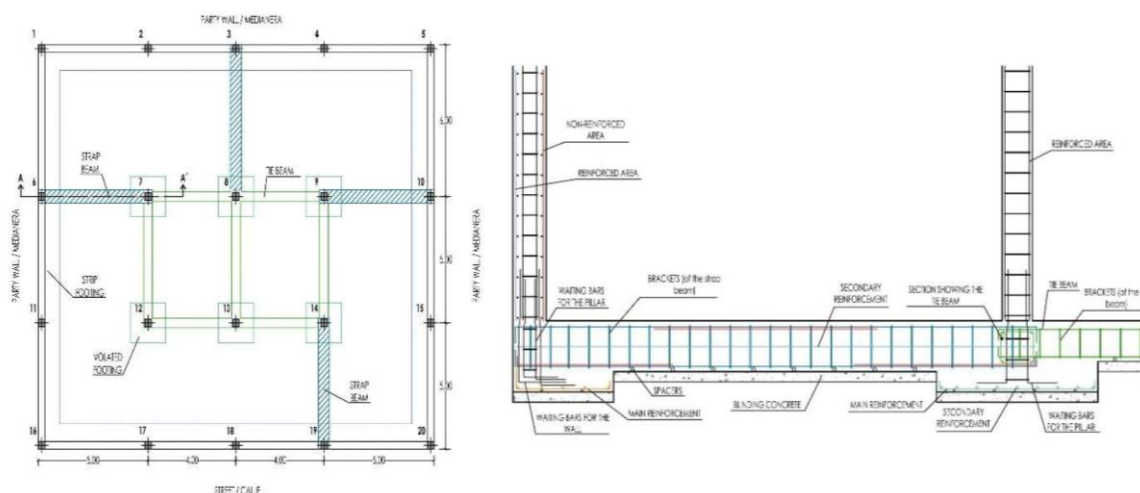 PARTY WALL / MEDIANERA
1
2
3
4
5
6.00
STRAP
BEAM
TIE BEAM
A
A'
6
7
8
9
10
PARTY WALL / MEDIANERA
PARTY WALL / MEDIANERA
5.00
STRIP
FOOTING
11
12
13
14
15
FOOTING
STRAP
BEAM
5.00
16
17
18
19
20
5.00
4.00
4.00
5.00
STREET / CALLE
NON-REINFORCED
AREA
REINFORCED AREA
REINFORCED AREA
WAITING BARS
FOR THE PILLAR
BRACKETS (of the strap
beam)
SECONDARY
REINFORCEMENT
SECTION SHOWING THE
TIE BEAM
TIE BEAM
BRACKETS (of the
beam)
SPACERS
WAITING BARS FOR THE
WALL
MAIN REINFORCEMENT
BLINDING CONCRETE
MAIN REINFORCEMENT
SECONDARY
REINFORCEMENT
WAITING BARS
FOR THE PILLAR